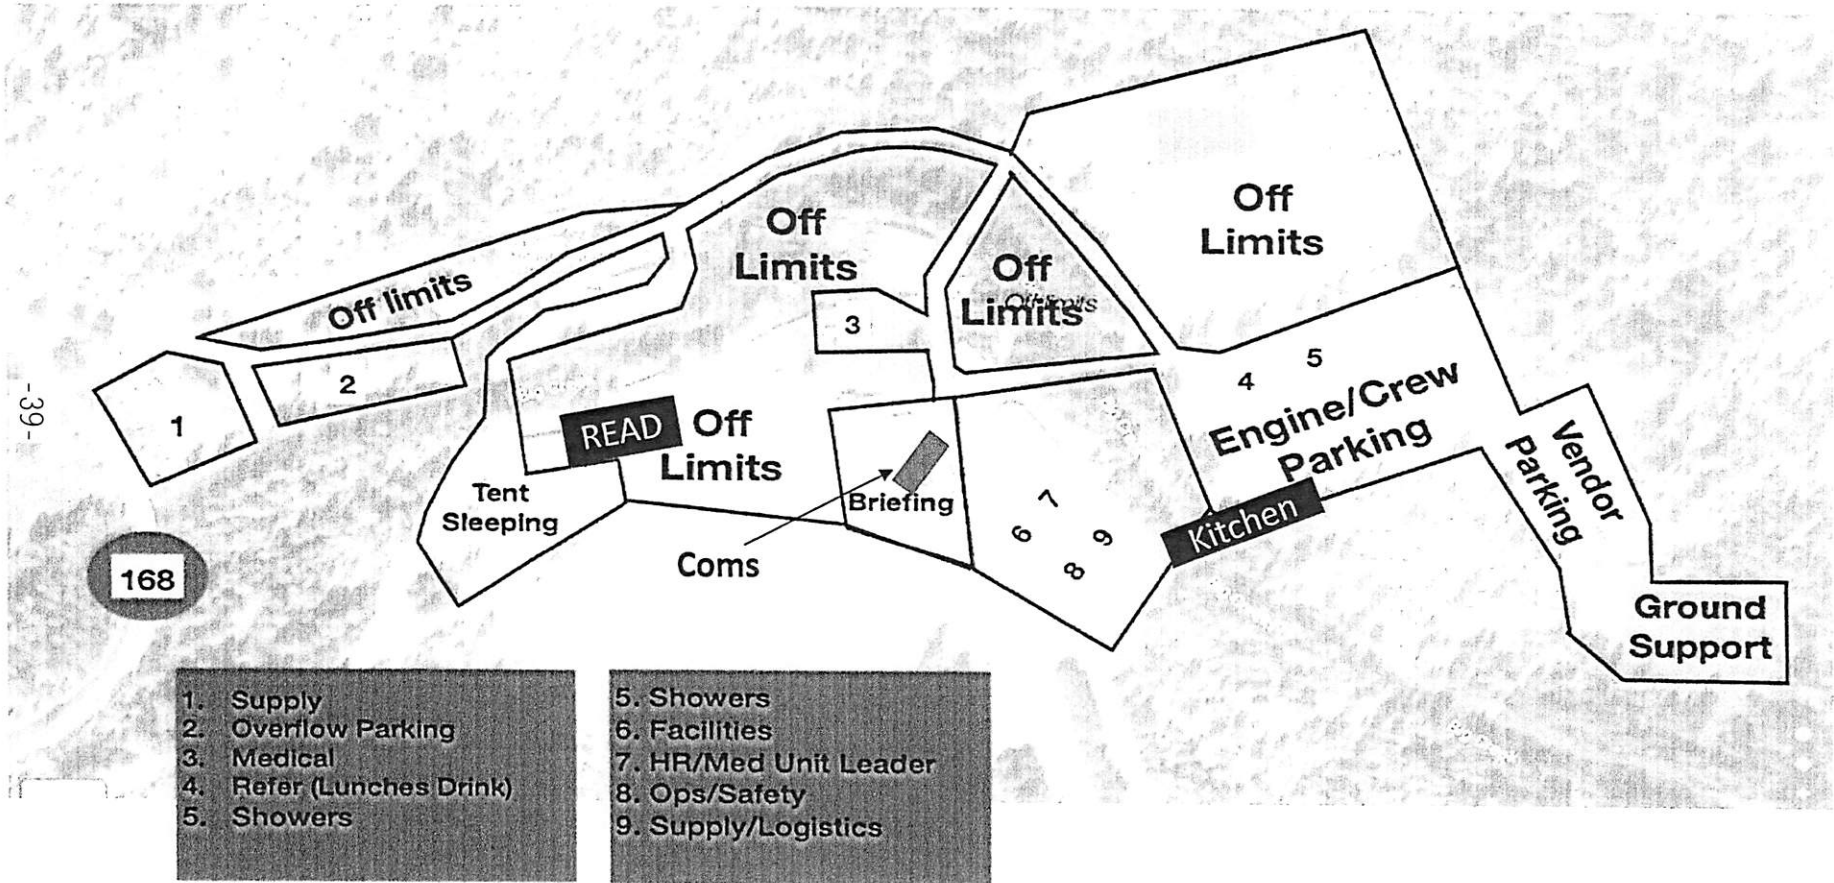 Off
Limits
Off
Limits
Off
Limits
Off limits
Off limits
3
5
4
2
Engine/Crew
Parking
1
READ
Off
Limits
Vendor
Parking
-39-
Tent
Sleeping
Briefing
7
6
9
8
Kitchen
Coms
168
Ground
Support
1. Supply
2. Overflow Parking
3. Medical
4. Refer (Lunches Drink)
5. Showers
5. Showers
6. Facilities
7. HR/Med Unit Leader
8. Ops/Safety
9. Supply/Logistics